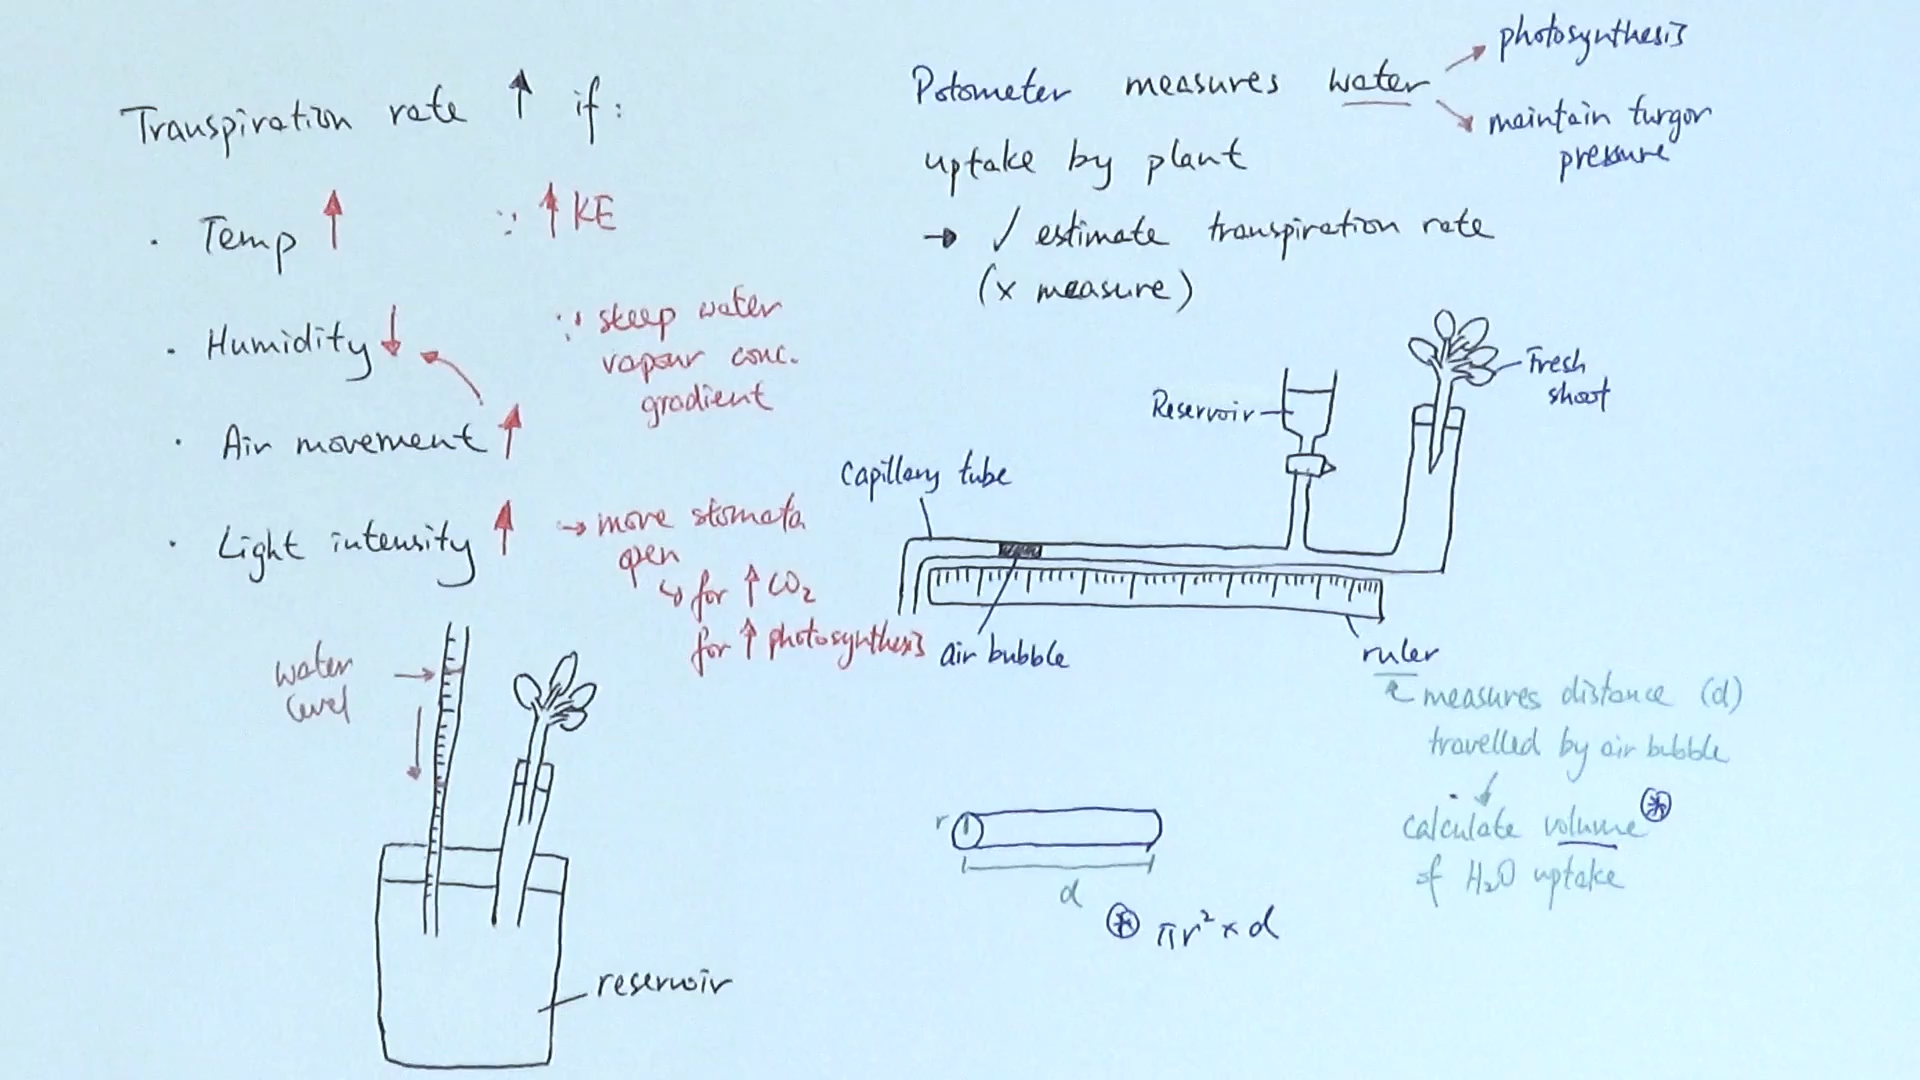 Transpiration rate ↑ if:
· Temp ↑ ∵ ↑ KE
· Humidity ↓ ∵ steep water
vapour conc.
gradient
· Air movement ↑
· Light intensity ↑ → more stomata
open
↳ for ↑ CO₂
for ↑ photosynthesis
water
level
reservoir
Potometer measures water
photosynthesis
maintain turgor
pressure
uptake by plant
→ ✓ estimate transpiration rate
(x measure)
Reservoir
Fresh
shoot
Capillary tube
air bubble
ruler
measures distance (d)
travelled by air bubble
calculate volume ⊛
of H₂O uptake
r
d
⊛ πr² × d